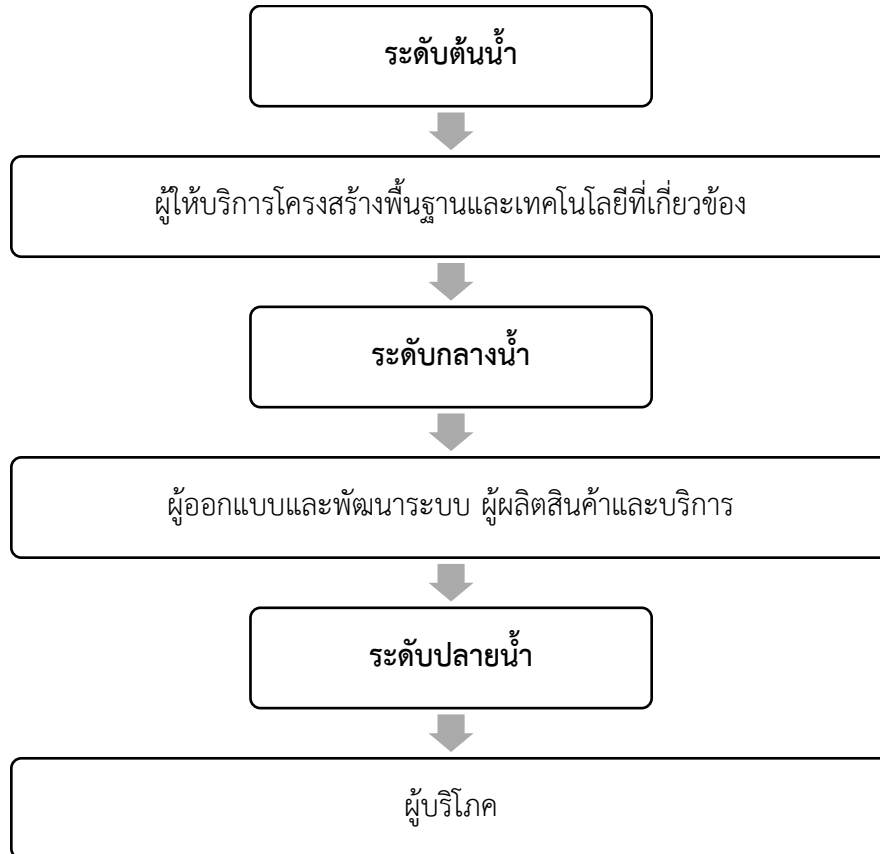 ระดับต้นน้ำ
ผู้ให้บริการโครงสร้างพื้นฐานและเทคโนโลยีที่เกี่ยวข้อง
ระดับกลางน้ำ
ผู้ออกแบบและพัฒนาระบบ ผู้ผลิตสินค้าและบริการ
ระดับปลายน้ำ
ผู้บริโภค